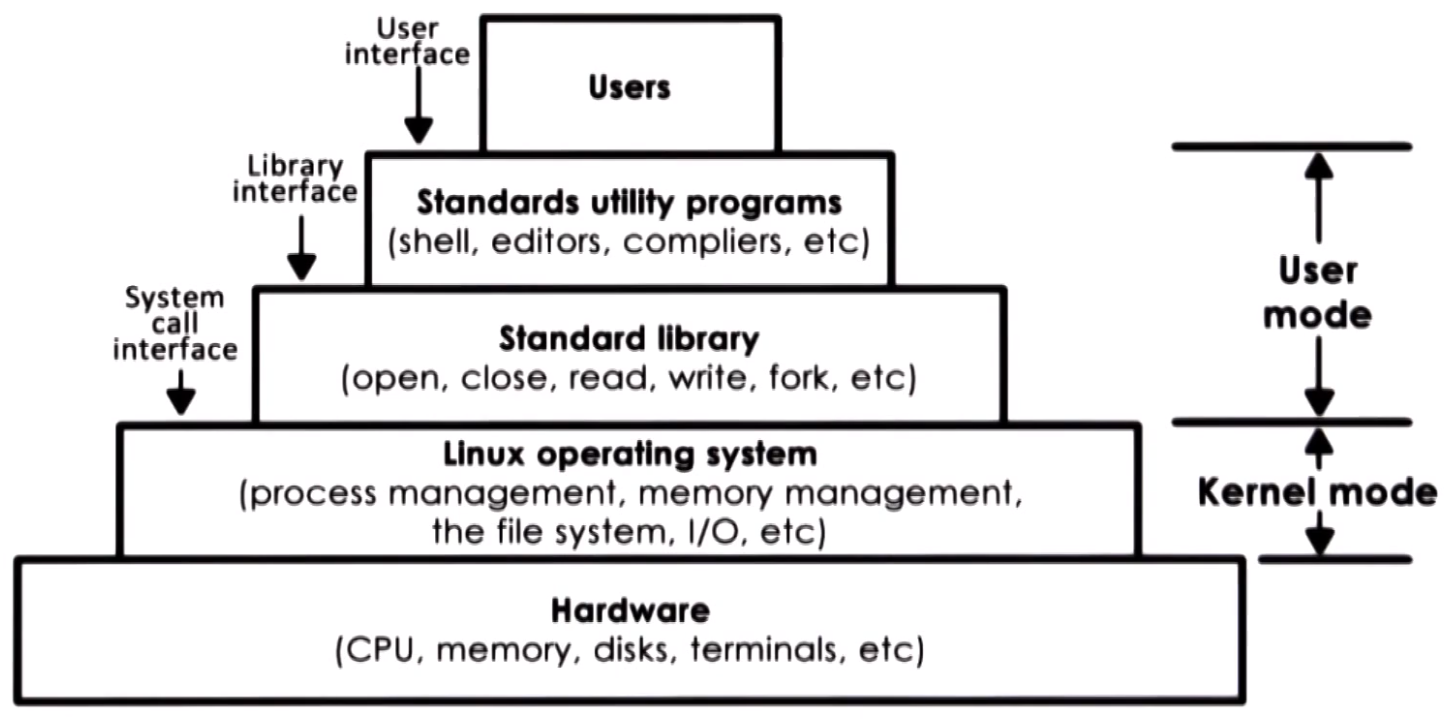 User
interface
Users
Library
interface
Standards utility programs
(shell, editors, compliers, etc)
System
call
interface
Standard library
(open, close, read, write, fork, etc)
User
mode
Linux operating system
(process management, memory management,
the file system, I/O, etc)
Kernel mode
Hardware
(CPU, memory, disks, terminals, etc)